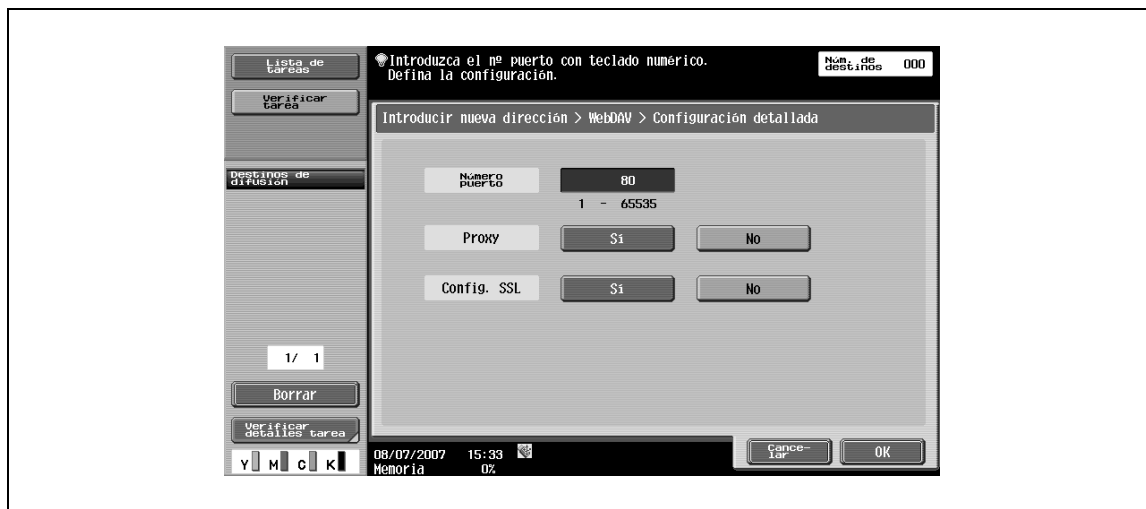 Lista de
tareas
Verificar
tarea
Destinos de
difusión
1/ 1
Borrar
Verificar
detalles tarea
Y M C K
Introduzca el nº puerto con teclado numérico.
Defina la configuración.
Núm. de
destinos 000
Introducir nueva dirección > WebDAV > Configuración detallada
Número
puerto 80
1 - 65535
Proxy Sí No
Config. SSL Sí No
08/07/2007 15:33
Memoria 0%
Cance-
lar
OK